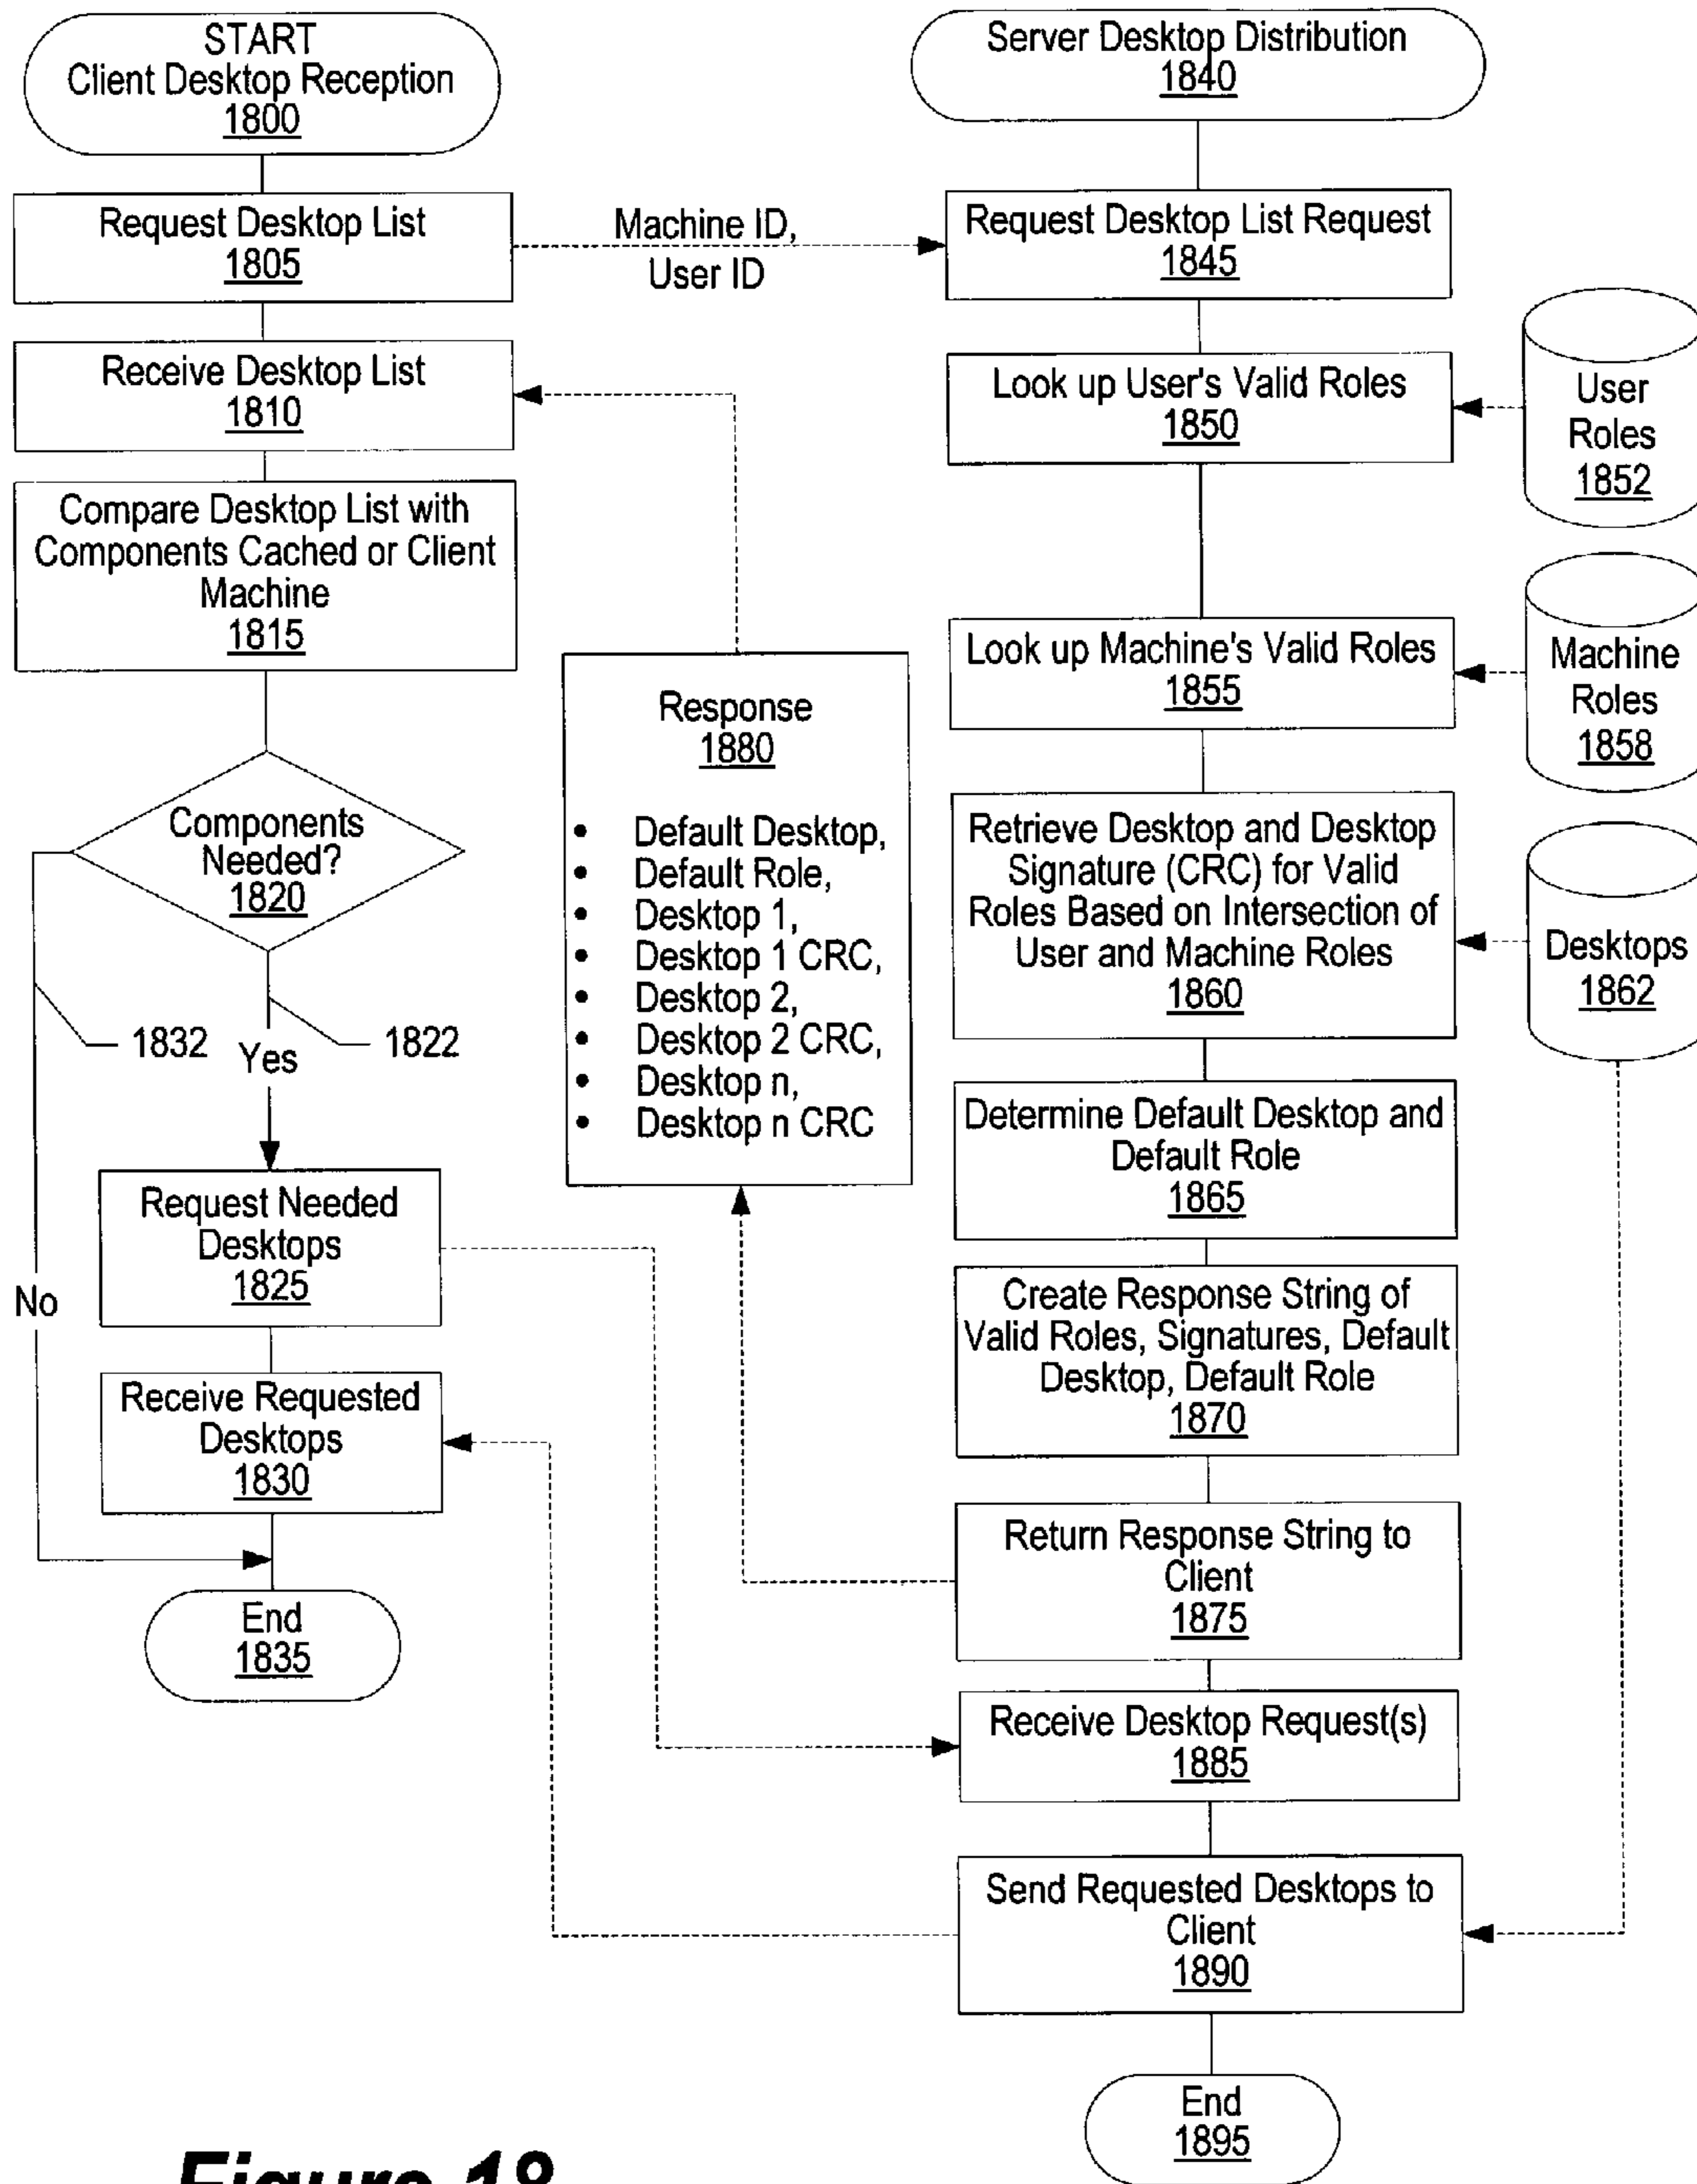 START
Client Desktop Reception
1800
Request Desktop List
1805
Receive Desktop List
1810
Compare Desktop List with
Components Cached or Client
Machine
1815
Components
Needed?
1820
1832
Yes
1822
No
Request Needed
Desktops
1825
Receive Requested
Desktops
1830
End
1835
Machine ID,
User ID
Response
1880
• Default Desktop,
• Default Role,
• Desktop 1,
• Desktop 1 CRC,
• Desktop 2,
• Desktop 2 CRC,
• Desktop n,
• Desktop n CRC
Server Desktop Distribution
1840
Request Desktop List Request
1845
Look up User's Valid Roles
1850
User
Roles
1852
Look up Machine's Valid Roles
1855
Machine
Roles
1858
Retrieve Desktop and Desktop
Signature (CRC) for Valid
Roles Based on Intersection of
User and Machine Roles
1860
Desktops
1862
Determine Default Desktop and
Default Role
1865
Create Response String of
Valid Roles, Signatures, Default
Desktop, Default Role
1870
Return Response String to
Client
1875
Receive Desktop Request(s)
1885
Send Requested Desktops to
Client
1890
End
1895
Figure 18